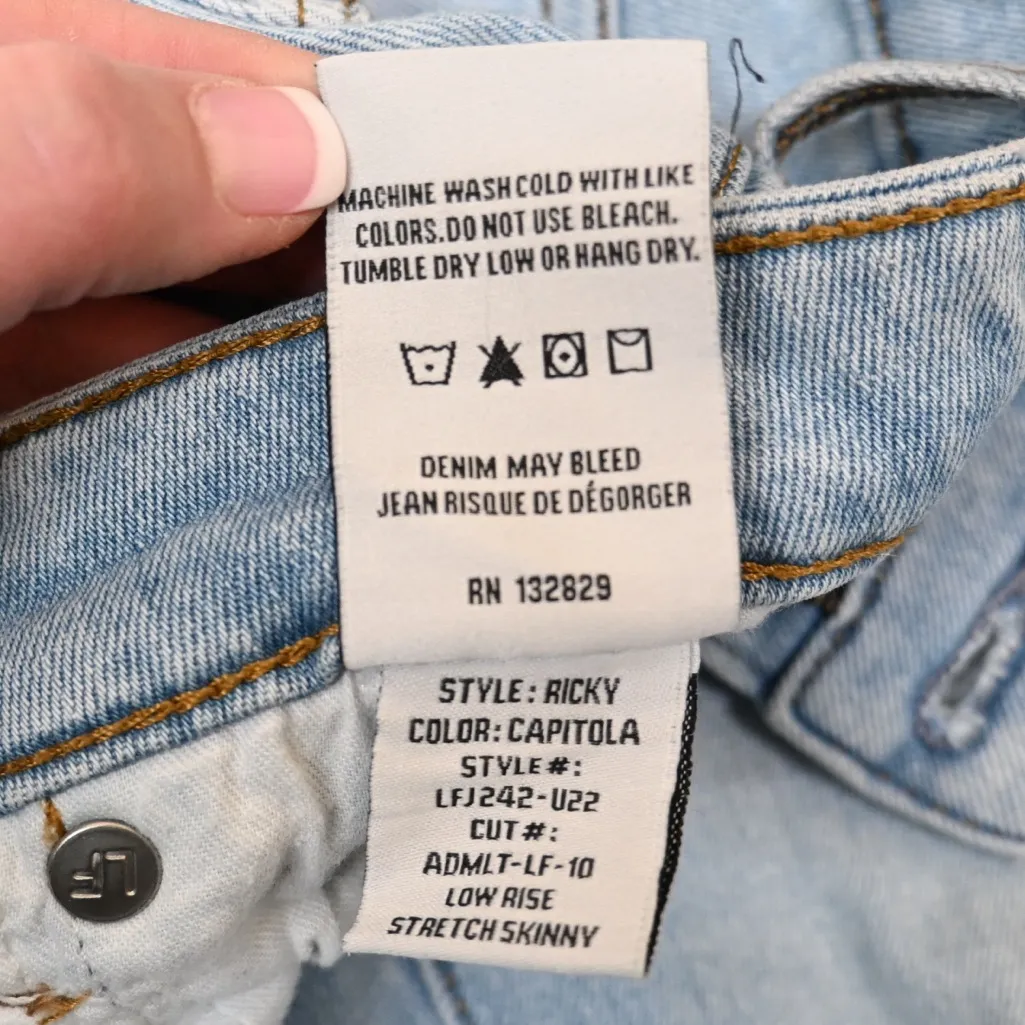 MACHINE WASH COLD WITH LIKE
COLORS. DO NOT USE BLEACH.
TUMBLE DRY LOW OR HANG DRY.
DENIM MAY BLEED
JEAN RISQUE DE DÉGORGER
RN 132829
STYLE: RICKY
COLOR: CAPITOLA
STYLE#:
LFJ242-U22
CUT#:
ADMLT-LF-10
LOW RISE
STRETCH SKINNY
LF